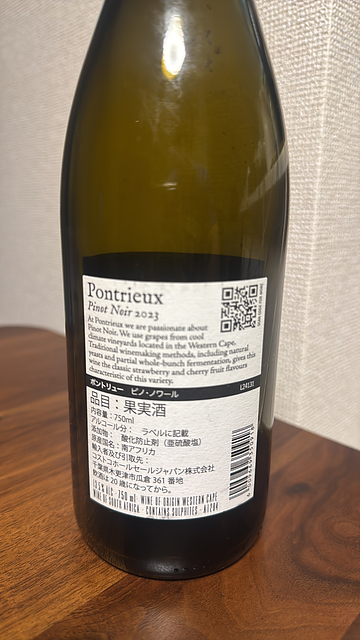 Pontrieux
Pinot Noir 2023
At Pontrieux we are passionate about
Pinot Noir. We use grapes from cool
climate vineyards located in the Western Cape.
Traditional winemaking methods, including natural
yeasts and partial whole-bunch fermentation, gives this
wine the classic strawberry and cherry fruit flavours
characteristic of this variety.
ポントリュー ピノ・ノワール
L24131
品目：果実酒
内容量：750ml
アルコール分： ラベルに記載
添加物： 酸化防止剤（亜硫酸塩）
原産国名：南アフリカ
輸入者及び引取先：
コストコホールセールジャパン株式会社
千葉県木更津市瓜倉 361 番地
飲酒は 20 歳になってから。
13.5% ALC · 750 ml · WINE OF ORIGIN WESTERN CAPE
WINE OF SOUTH AFRICA · CONTAINS SULPHITES · A1204